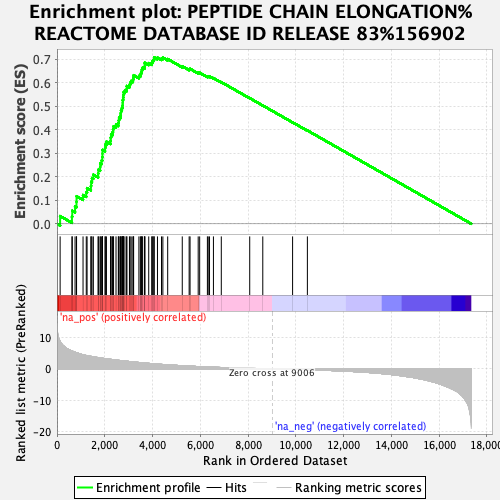 Enrichment plot: PEPTIDE CHAIN ELONGATION%
REACTOME DATABASE ID RELEASE 83%156902
Enrichment score (ES)
0.7
0.6
0.5
0.4
0.3
0.2
0.1
0.0
'na_pos' (positively correlated)
Ranked list metric (PreRanked)
10
5
0
-5
-10
-15
-20
Zero cross at 9006
'na_neg' (negatively correlated)
0 2,000 4,000 6,000 8,000 10,000 12,000 14,000 16,000 18,000
Rank in Ordered Dataset
Enrichment profile Hits Ranking metric scores